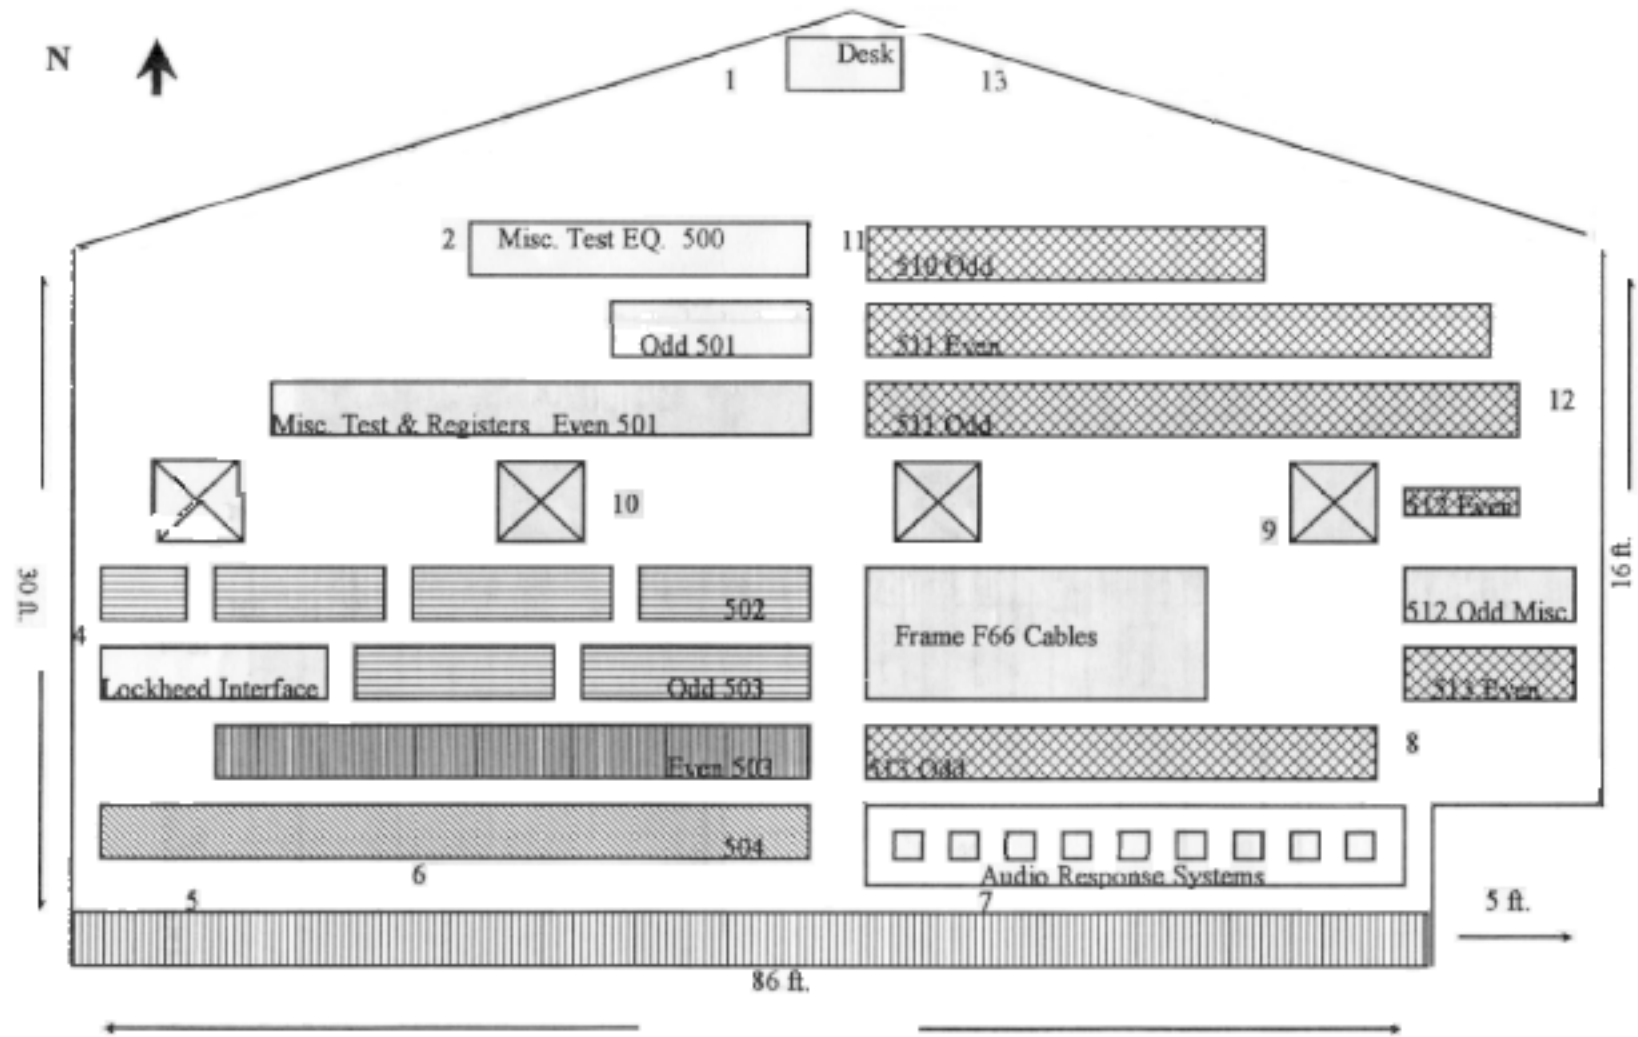 N
Desk
1
13
2
Misc. Test EQ. 500
11
510 Odd
Odd 501
511 Even
Misc. Test & Registers Even 501
511 Odd
12
10
9
512 Even
30 ft.
16 ft.
502
Frame F66 Cables
512 Odd Misc.
4
Lockheed Interface
Odd 503
513 Even
Even 503
513 Odd
8
504
Audio Response Systems
6
5
7
5 ft.
86 ft.